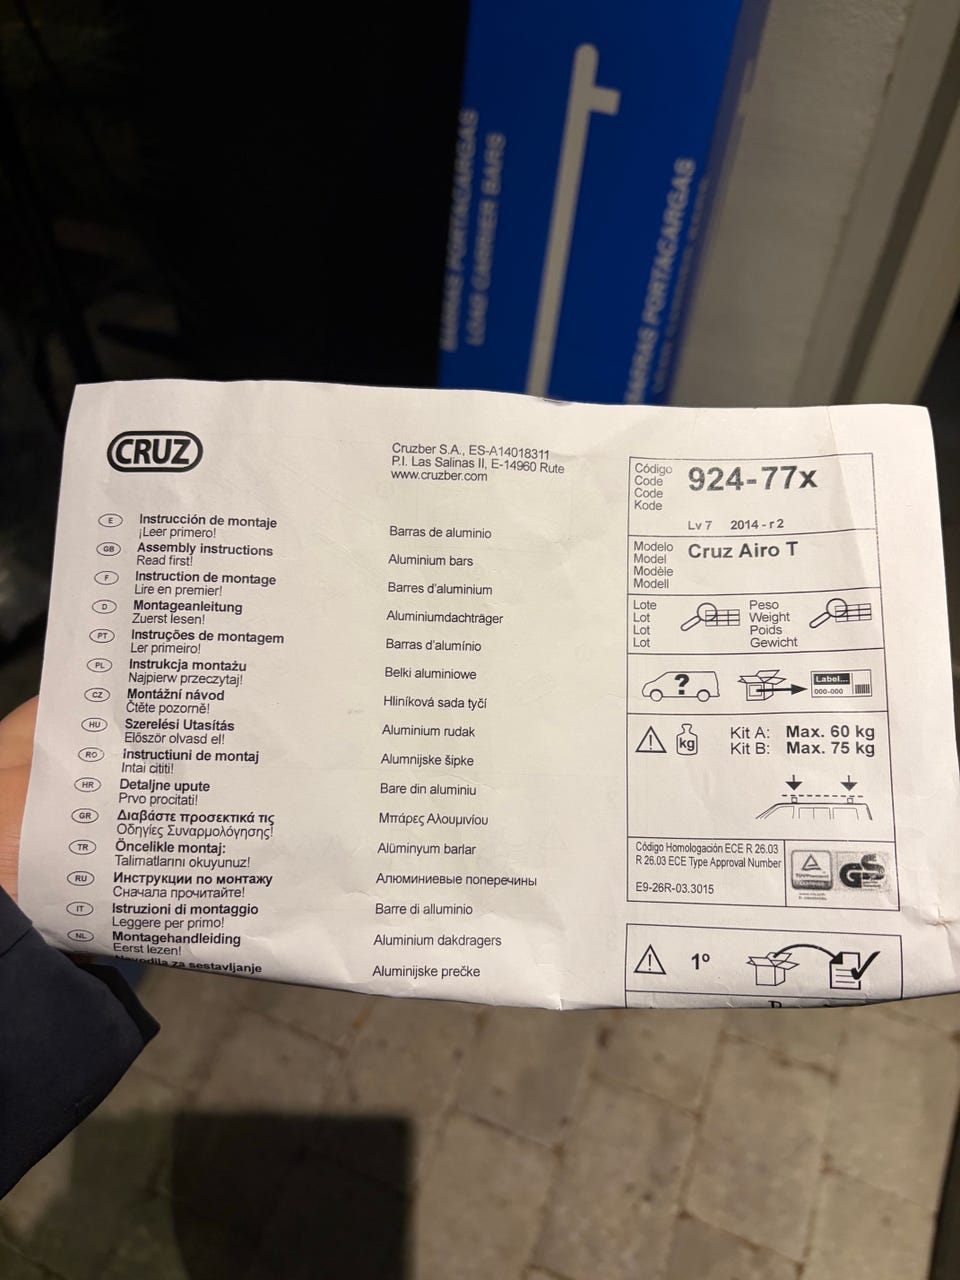 BARRAS PORTACARGAS
LOAD CARRIER BARS
BARRAS PORTACARGAS
CRUZ
Cruzber S.A., ES-A14018311
P.I. Las Salinas II, E-14960 Rute
www.cruzber.com
E Instrucción de montaje
¡Leer primero!
Barras de aluminio
GB Assembly instructions
Read first!
Aluminium bars
F Instruction de montage
Lire en premier!
Barres d'aluminium
D Montageanleitung
Zuerst lesen!
Aluminiumdachträger
PT Instruções de montagem
Ler primeiro!
Barras d'alumínio
PL Instrukcja montażu
Najpierw przeczytaj!
Belki aluminiowe
CZ Montážní návod
Čtěte pozorně!
Hliníková sada tyčí
HU Szerelési Utasítás
Először olvasd el!
Aluminium rudak
RO instructiuni de montaj
Intai cititi!
Alumnijske šipke
HR Detaljne upute
Prvo procitati!
Bare din aluminiu
GR Διαβάστε προσεκτικά τις
Οδηγίες Συναρμολόγησης!
Μπάρες Αλουμινίου
TR Öncelikle montaj:
Talimatlarını okuyunuz!
Alüminyum barlar
RU Инструкции по монтажу
Сначала прочитайте!
Алюминиевые поперечины
IT Istruzioni di montaggio
Leggere per primo!
Barre di alluminio
NL Montagehandleiding
Eerst lezen!
Aluminium dakdragers
Navodila za sestavljanje
Aluminijske prečke
Código
Code
Code
Kode
924-77x
Lv 7 2014 - r 2
Modelo
Model
Modèle
Modell
Cruz Airo T
Lote
Lot
Lot
Lot
Peso
Weight
Poids
Gewicht
?
Label...
000-000
kg
Kit A: Max. 60 kg
Kit B: Max. 75 kg
Código Homologación ECE R 26.03
R 26.03 ECE Type Approval Number
E9-26R-03.3015
GS
1º